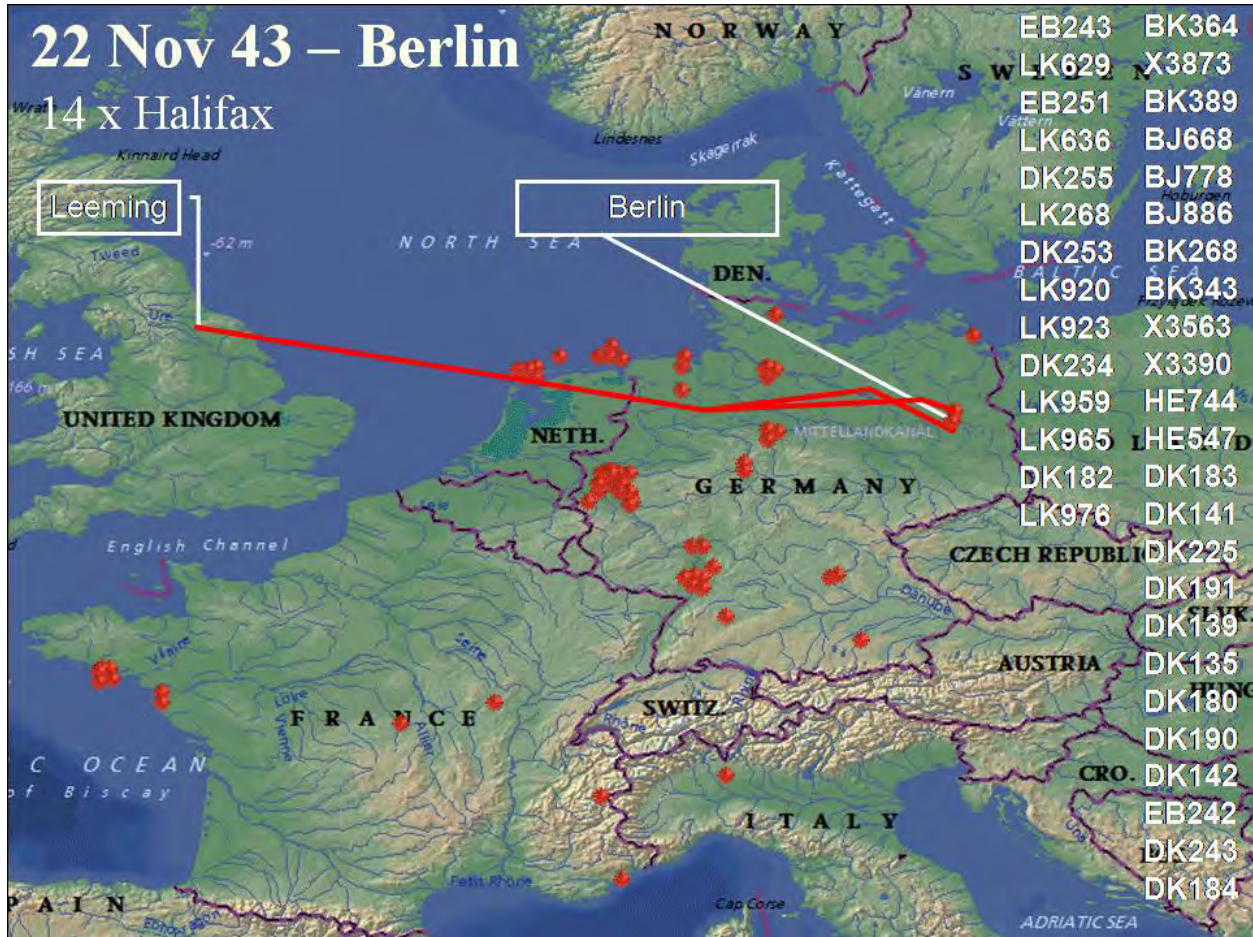 22 Nov 43 – Berlin
14 x Halifax
EB243 BK364
LK629 X3873
EB251 BK389
LK636 BJ668
DK255 BJ778
LK268 BJ886
DK253 BK268
LK920 BK343
LK923 X3563
DK234 X3390
LK959 HE744
LK965 HE547
DK182 DK183
LK976 DK141
DK225
DK191
DK139
DK135
DK180
DK190
DK142
EB242
DK243
DK184
Leeming
Berlin
NORWAY
Vänern
Vättern
Lindesnes
Skagerrak
Kattegatt
Kinnaird Head
Tweed
-62 m
NORTH SEA
DEN.
BALTIC SEA
Ure
SH SEA
166 m
UNITED KINGDOM
NETH.
MITTELLANDKANAL
GERMANY
English Channel
CZECH REPUBLIC
Danube
Vilaine
Seine
AUSTRIA
Loire
Vienne
FRANCE
Allier
SWITZ.
Rhône
C OCEAN
of Biscay
CRO.
ITALY
Una
Petit Rhône
PAIN
Cap Corse
ADRIATIC SEA